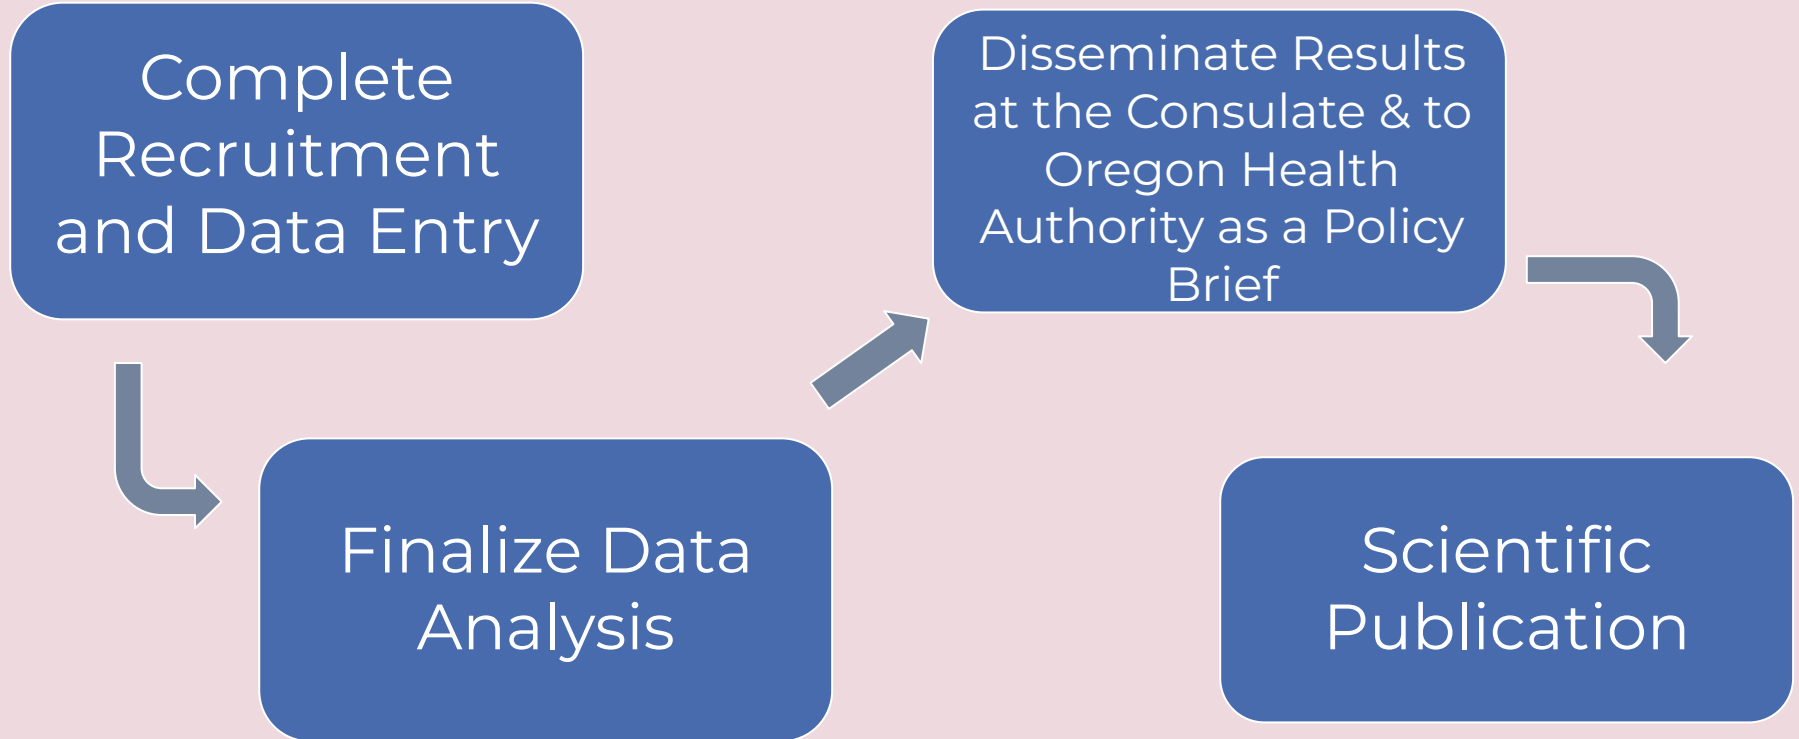 Complete
Recruitment
and Data Entry
Finalize Data
Analysis
Disseminate Results
at the Consulate & to
Oregon Health
Authority as a Policy
Brief
Scientific
Publication